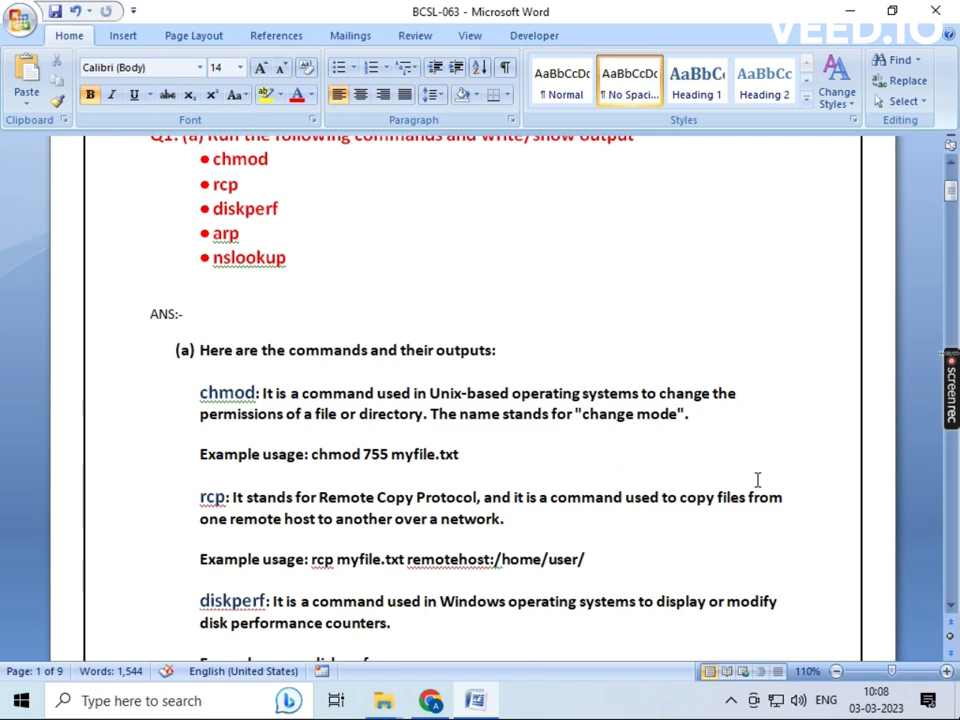 BCSL-063 - Microsoft Word
VEED.IO
Home Insert Page Layout References Mailings Review View Developer
Paste
Clipboard
Calibri (Body) 14
B I U abc X₂ X² Aa A
Font
Paragraph
AaBbCcDc AaBbCcDc AaBbCc AaBbCc
¶ Normal ¶ No Spaci... Heading 1 Heading 2
Change
Styles
Styles
Find
Replace
Select
Editing
Q1. (a) Run the following commands and write/show output
• chmod
• rcp
• diskperf
• arp
• nslookup
ANS:-
(a) Here are the commands and their outputs:
chmod: It is a command used in Unix-based operating systems to change the
permissions of a file or directory. The name stands for "change mode".
Example usage: chmod 755 myfile.txt
rcp: It stands for Remote Copy Protocol, and it is a command used to copy files from
one remote host to another over a network.
Example usage: rcp myfile.txt remotehost:/home/user/
diskperf: It is a command used in Windows operating systems to display or modify
disk performance counters.
screen rec
Page: 1 of 9 Words: 1,544 English (United States) 110%
Type here to search
ENG
10:08
03-03-2023